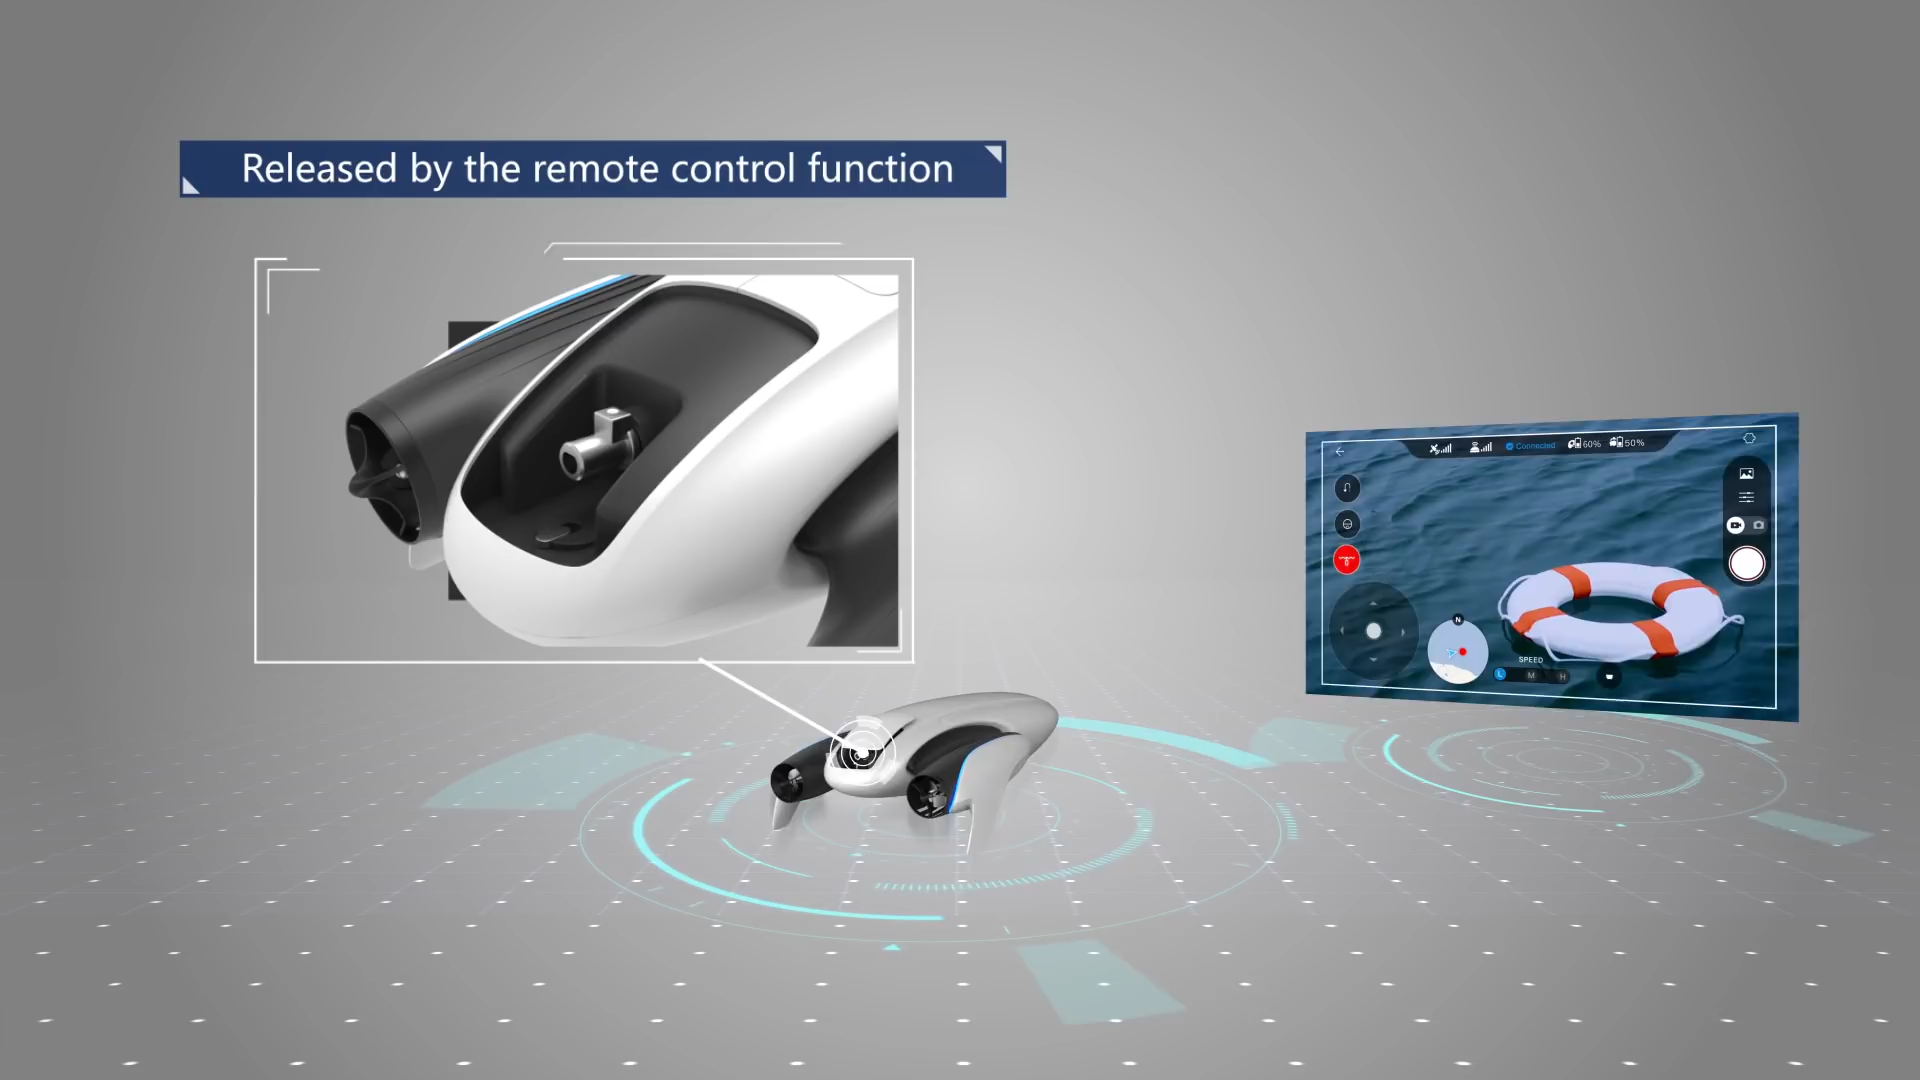 Released by the remote control function
Connected 60% 50%
N
SPEED
L M H